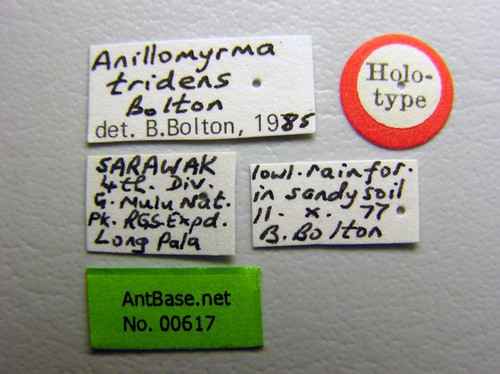 Anillomyrma
tridens
Bolton
det. B.Bolton, 1985
Holo-
type
SARAWAK
4th. Div.
G. Mulu Nat.
Pk. RGS.Expd.
Long Pala
lowl. rainfor.
in sandy soil
11. x. 77
B. Bolton
AntBase.net
No. 00617